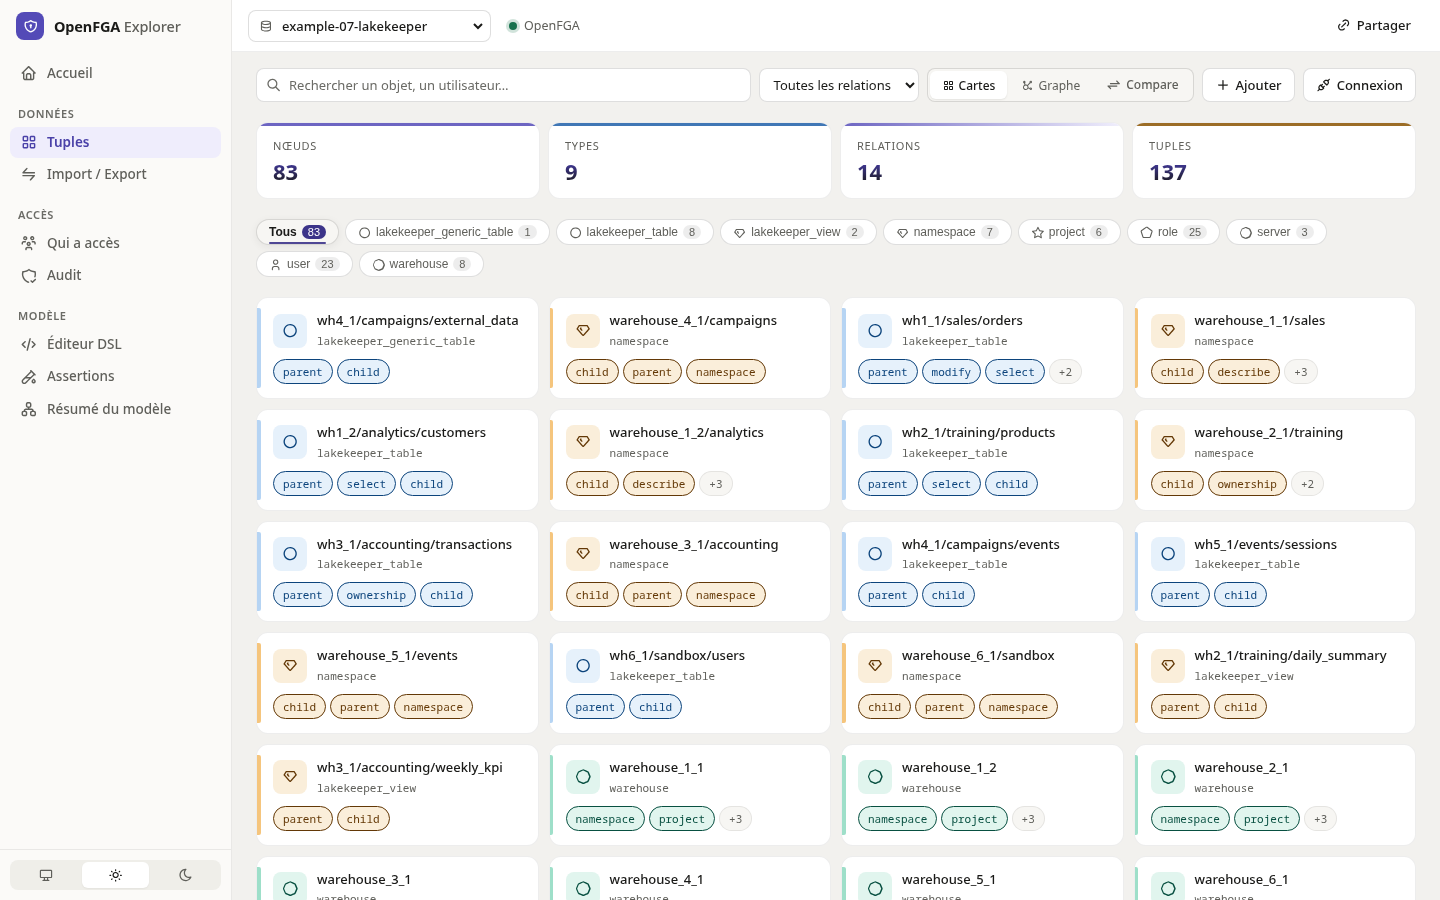 OpenFGA Explorer
example-07-lakekeeper
OpenFGA
Partager
Accueil
DONNÉES
Tuples
Import / Export
ACCÈS
Qui a accès
Audit
MODÈLE
Éditeur DSL
Assertions
Résumé du modèle
Rechercher un objet, un utilisateur...
Toutes les relations
Cartes
Graphe
Compare
Ajouter
Connexion
NŒUDS
83
TYPES
9
RELATIONS
14
TUPLES
137
Tous 83
lakekeeper_generic_table 1
lakekeeper_table 8
lakekeeper_view 2
namespace 7
project 6
role 25
server 3
user 23
warehouse 8
wh4_1/campaigns/external_data
lakekeeper_generic_table
parent child
warehouse_4_1/campaigns
namespace
child parent namespace
wh1_1/sales/orders
lakekeeper_table
parent modify select +2
warehouse_1_1/sales
namespace
child describe +3
wh1_2/analytics/customers
lakekeeper_table
parent select child
warehouse_1_2/analytics
namespace
child describe +3
wh2_1/training/products
lakekeeper_table
parent select child
warehouse_2_1/training
namespace
child ownership +2
wh3_1/accounting/transactions
lakekeeper_table
parent ownership child
warehouse_3_1/accounting
namespace
child parent namespace
wh4_1/campaigns/events
lakekeeper_table
parent child
wh5_1/events/sessions
lakekeeper_table
parent child
warehouse_5_1/events
namespace
child parent namespace
wh6_1/sandbox/users
lakekeeper_table
parent child
warehouse_6_1/sandbox
namespace
child parent namespace
wh2_1/training/daily_summary
lakekeeper_view
parent child
wh3_1/accounting/weekly_kpi
lakekeeper_view
parent child
warehouse_1_1
warehouse
namespace project +3
warehouse_1_2
warehouse
namespace project +3
warehouse_2_1
warehouse
namespace project +3
warehouse_3_1
warehouse
warehouse_4_1
warehouse
warehouse_5_1
warehouse
warehouse_6_1
warehouse